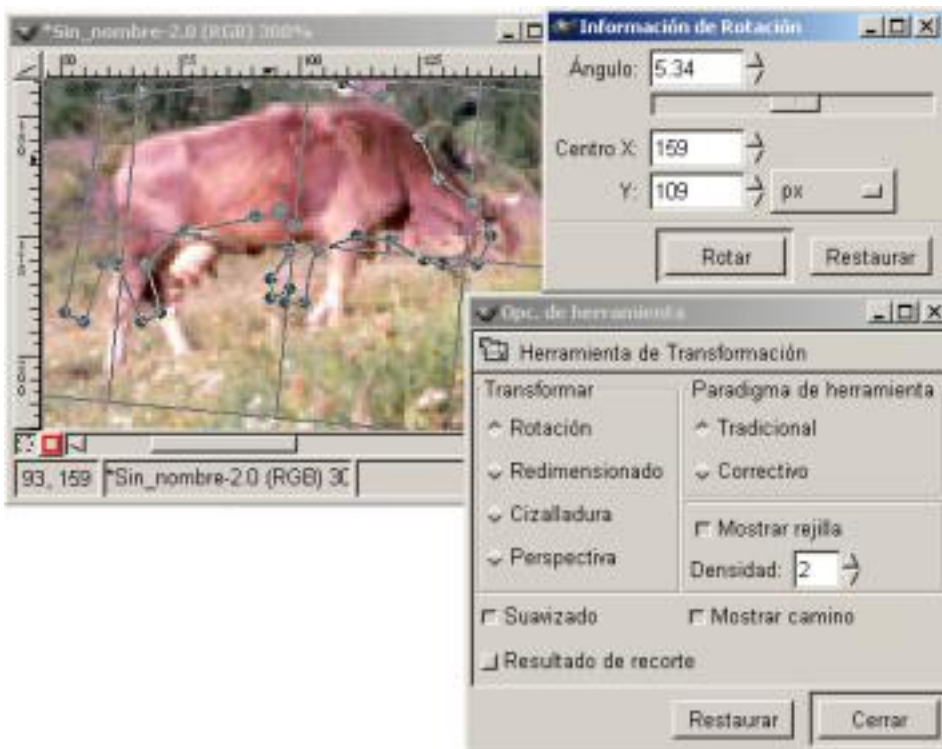 *Sin_nombre-2.0 (RGB) 300%
100
125
93, 159
*Sin_nombre-2.0 (RGB) 30
Información de Rotación
Ángulo: 5.34
Centro X: 159
Y: 109
px
Rotar
Restaurar
Opc. de herramienta
Herramienta de Transformación
Transformar
Rotación
Redimensionado
Cizalladura
Perspectiva
Paradigma de herramienta
Tradicional
Correctivo
Mostrar rejilla
Densidad: 2
Suavizado
Mostrar camino
Resultado de recorte
Restaurar
Cerrar